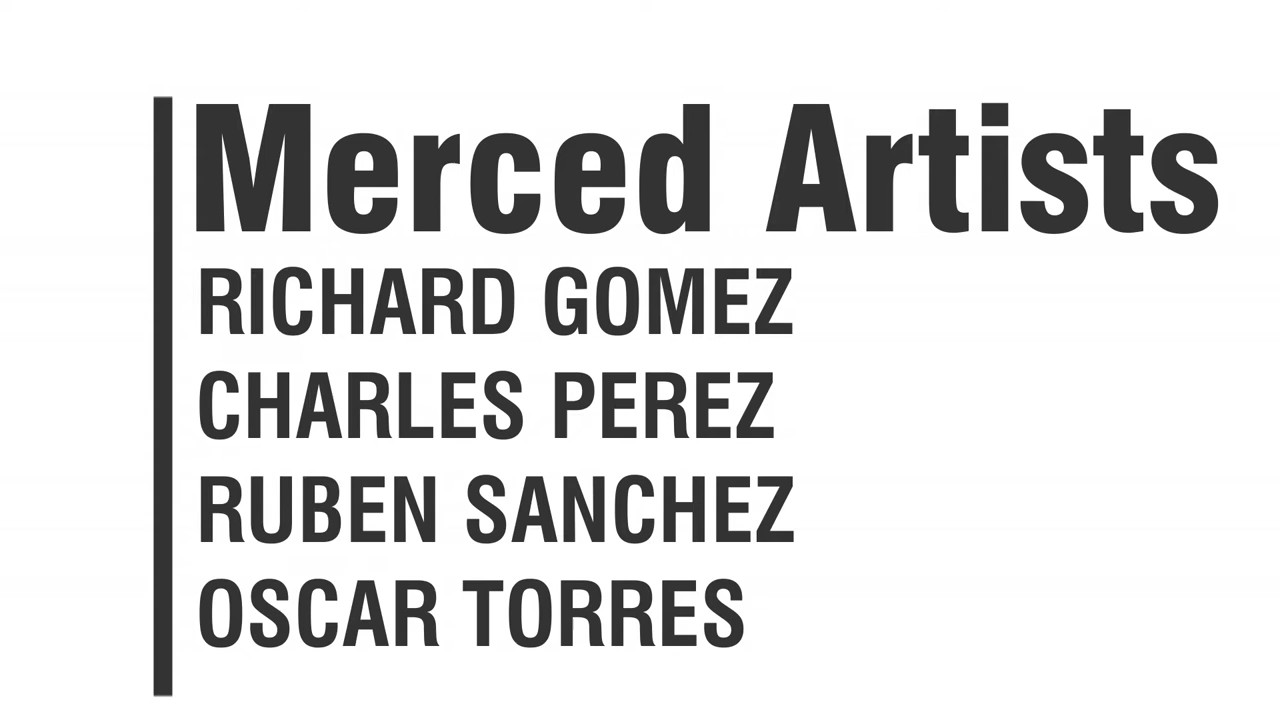 Merced Artists
RICHARD GOMEZ
CHARLES PEREZ
RUBEN SANCHEZ
OSCAR TORRES